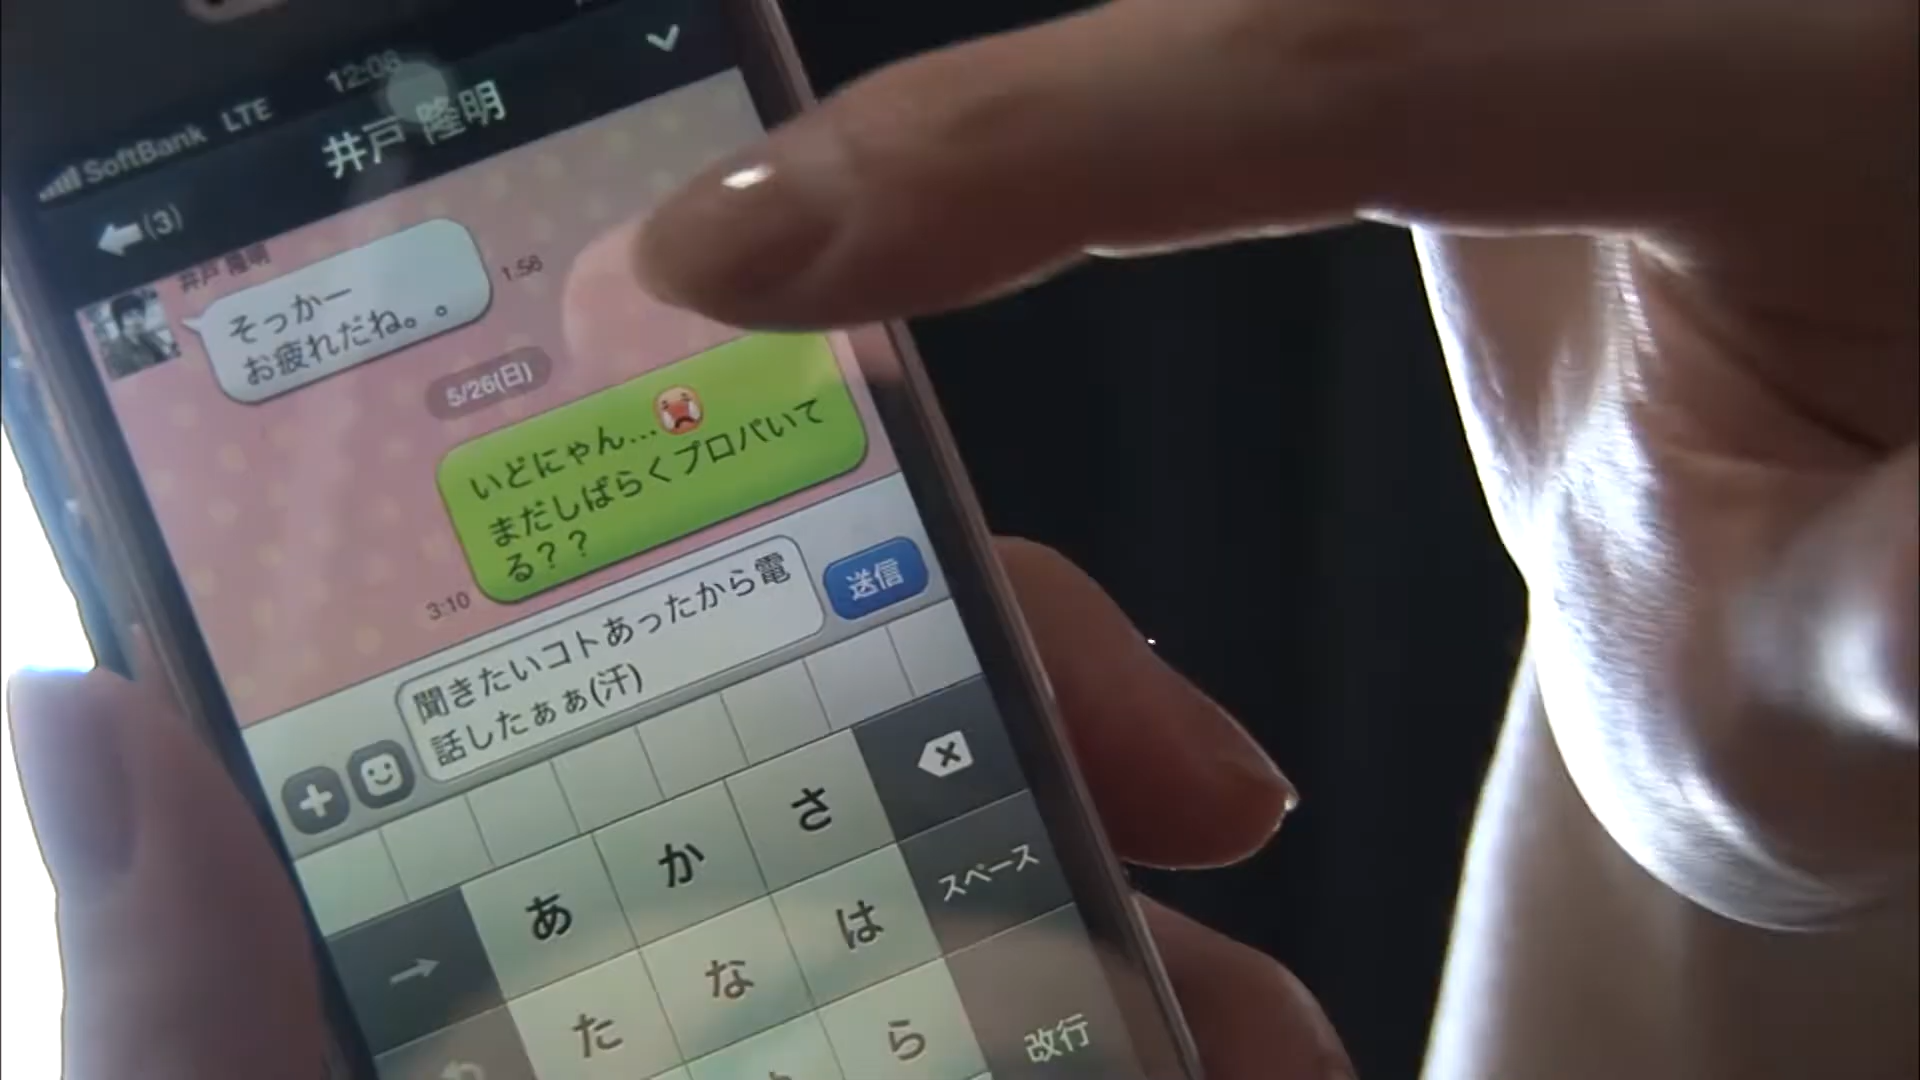 SoftBank LTE 12:08
井戸 隆明
(3)
井戸 隆明
そっかー
お疲れだね。。
1:58
5/26(日)
いどにゃん…
まだしばらくプロパいて
る？？
3:10
聞きたいコトあったから電
話したぁぁ(汗)
送信
あ
か
さ
スペース
た
な
は
ら
改行